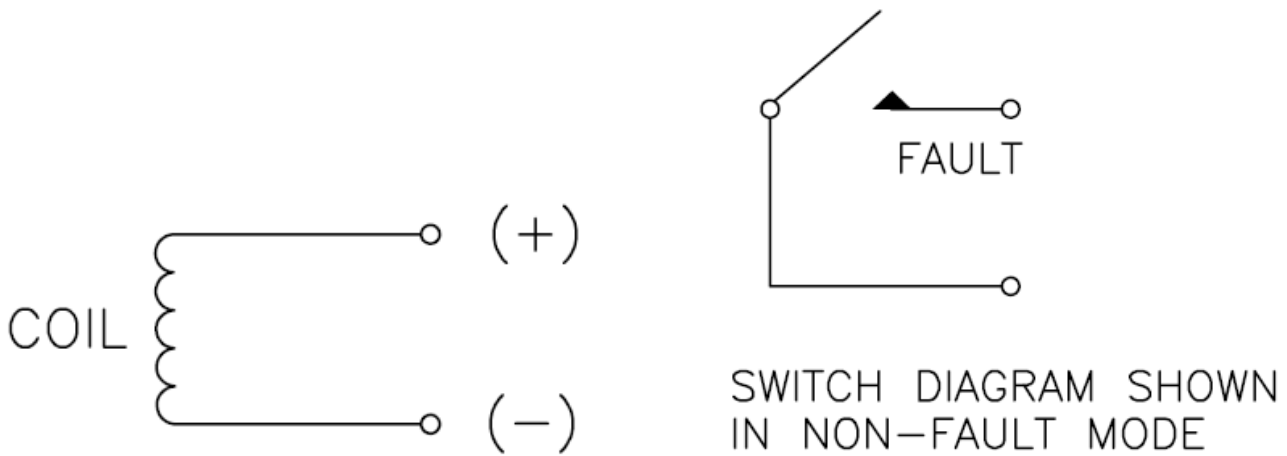 FAULT
(+)
COIL
(-)
SWITCH DIAGRAM SHOWN
IN NON-FAULT MODE